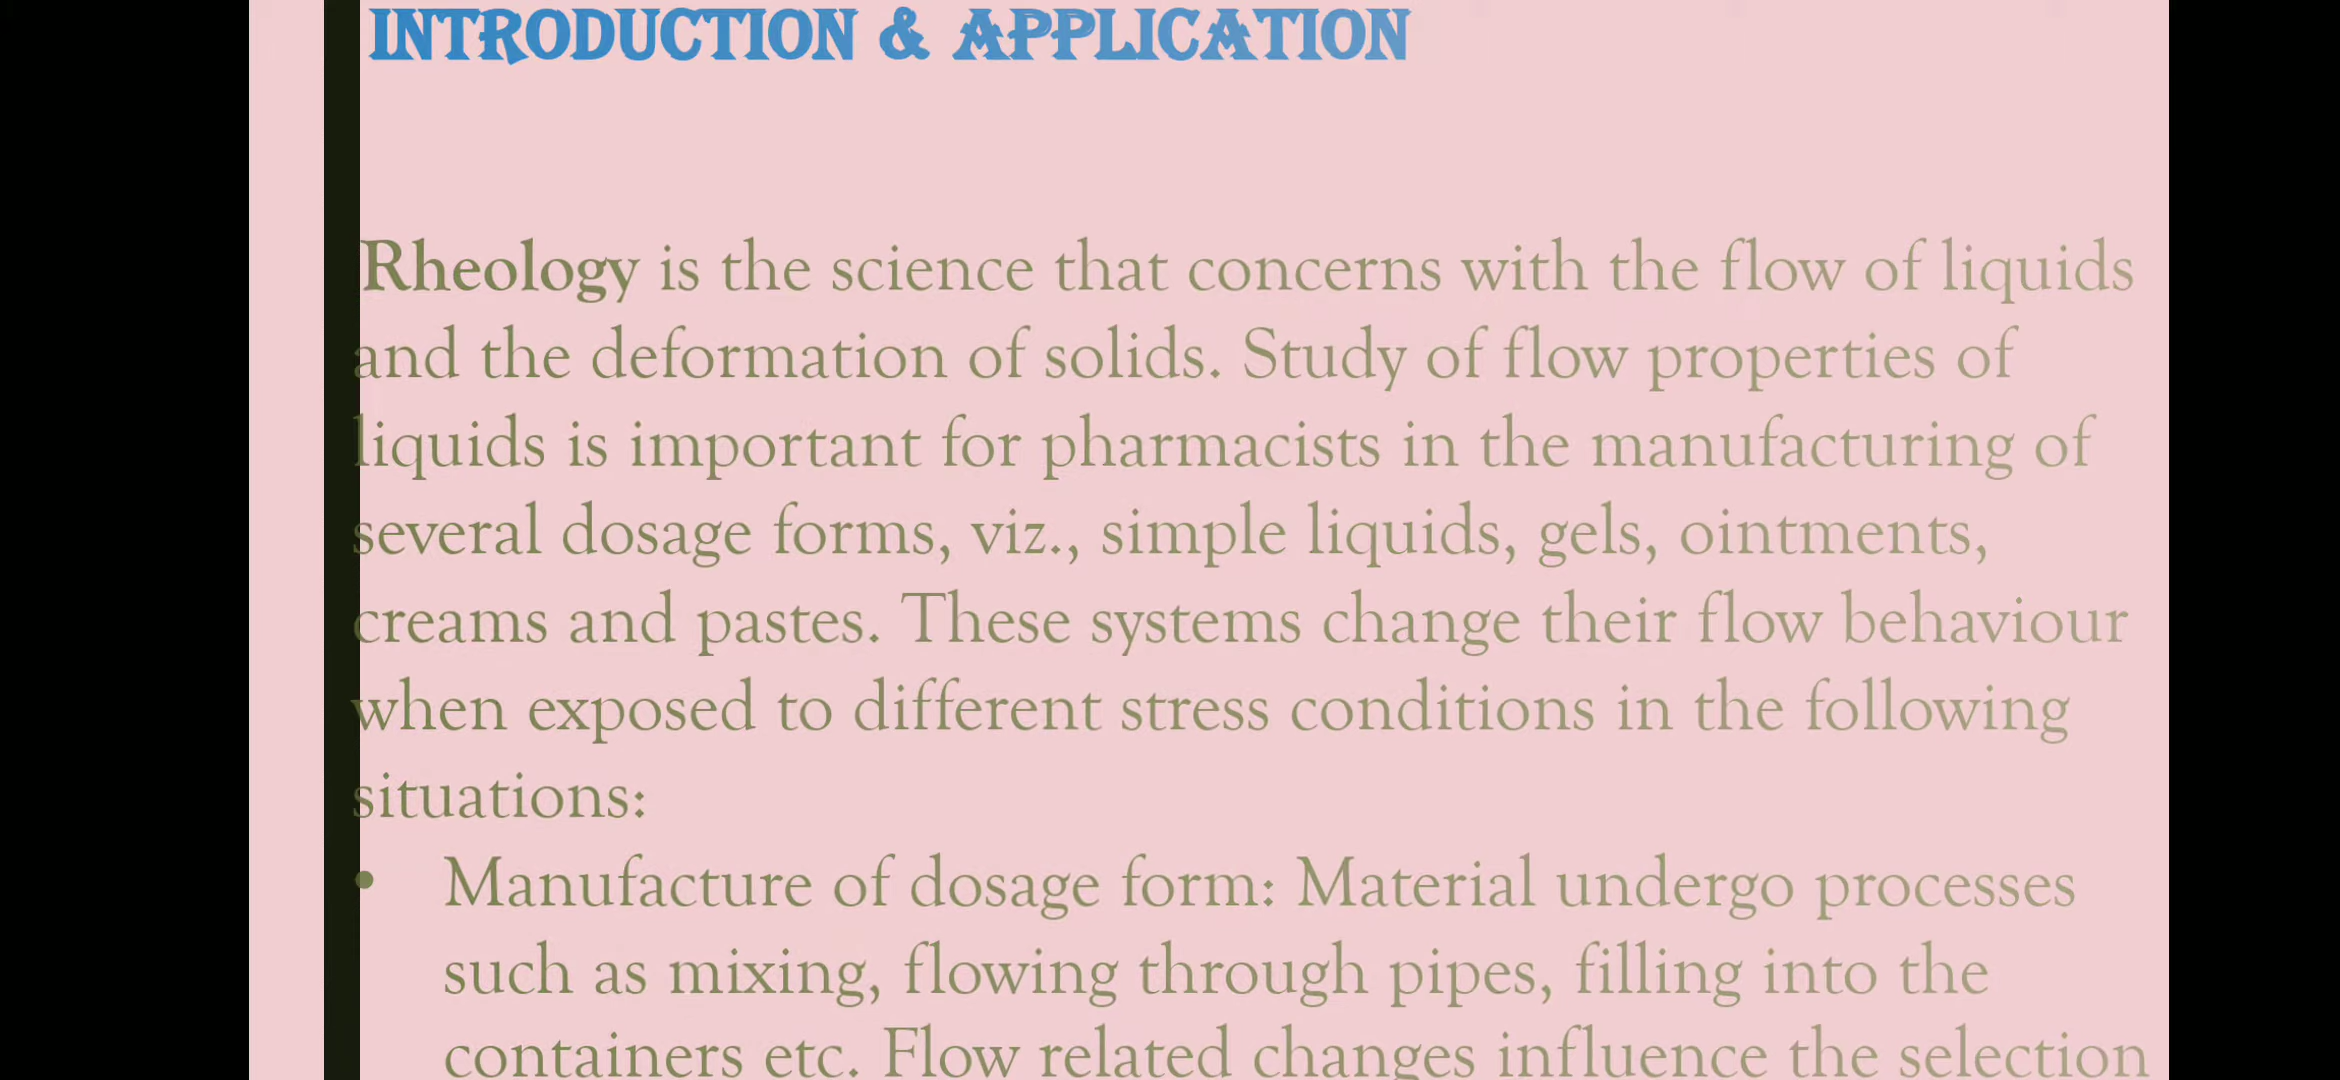 INTRODUCTION & APPLICATION
Rheology is the science that concerns with the flow of liquids
and the deformation of solids. Study of flow properties of
liquids is important for pharmacists in the manufacturing of
several dosage forms, viz., simple liquids, gels, ointments,
creams and pastes. These systems change their flow behaviour
when exposed to different stress conditions in the following
situations:
• Manufacture of dosage form: Material undergo processes
such as mixing, flowing through pipes, filling into the
containers etc. Flow related changes influence the selection